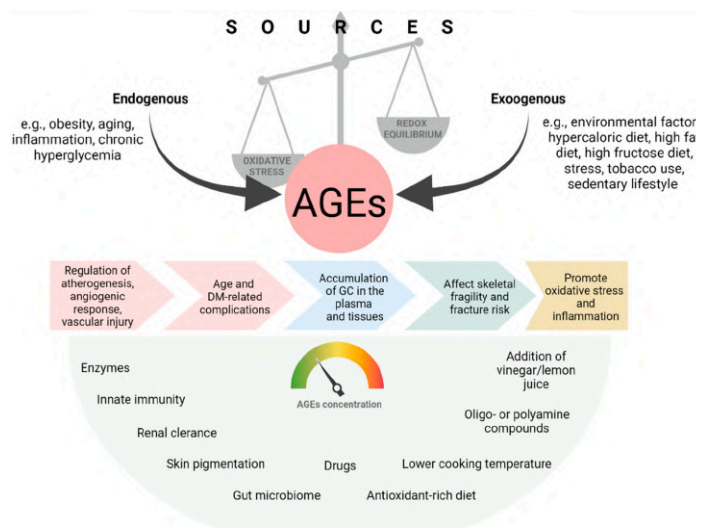 S O U R C E S
Endogenous
e.g., obesity, aging,
inflammation, chronic
hyperglycemia
OXIDATIVE
STRESS
REDOX
EQUILIBRIUM
Exoogenous
e.g., environmental factor
hypercaloric diet, high fa
diet, high fructose diet,
stress, tobacco use,
sedentary lifestyle
AGEs
Regulation of
atherogenesis,
angiogenic
response,
vascular injury
Age and
DM-related
complications
Accumulation
of GC in the
plasma
and tissues
Affect skeletal
fragility and
fracture risk
Promote
oxidative stress
and
inflammation
Enzymes
Innate immunity
Renal clerance
Skin pigmentation
Gut microbiome
AGEs concentration
Drugs
Addition of
vinegar/lemon
juice
Oligo- or polyamine
compounds
Lower cooking temperature
Antioxidant-rich diet